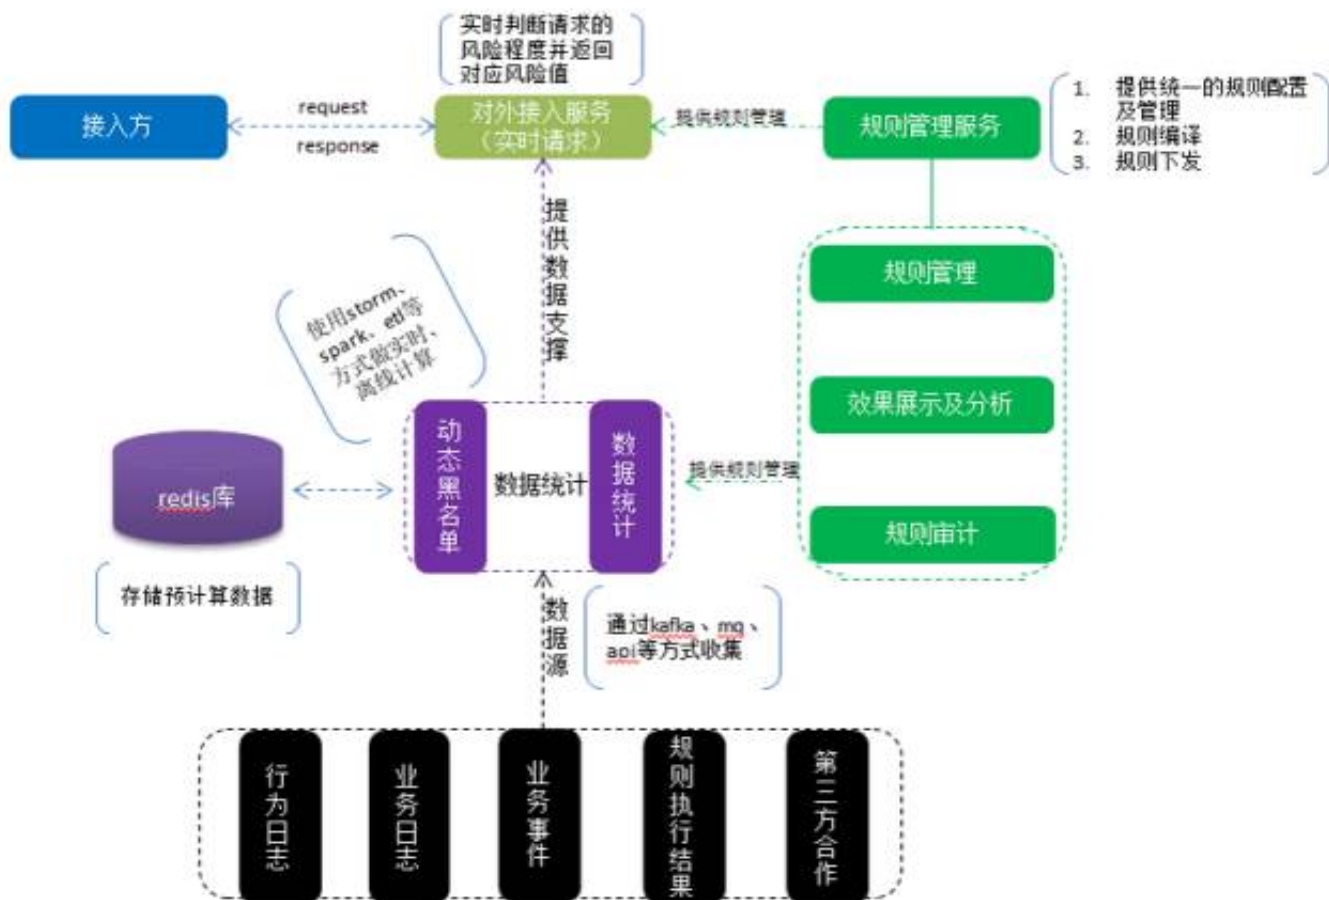 实时判断请求的
风险程度并返回
对应风险值
接入方
request
response
对外接入服务
（实时请求）
提供规则管理
规则管理服务
1. 提供统一的规则配置
及管理
2. 规则编译
3. 规则下发
提供数据支撑
规则管理
效果展示及分析
规则审计
使用storm、
spark、etl等
方式做实时、
离线计算
动态黑名单
数据统计
数据统计
提供规则管理
redis库
存储预计算数据
数据源
通过kafka、mq、
api等方式收集
行为日志
业务日志
业务事件
规则执行结果
第三方合作